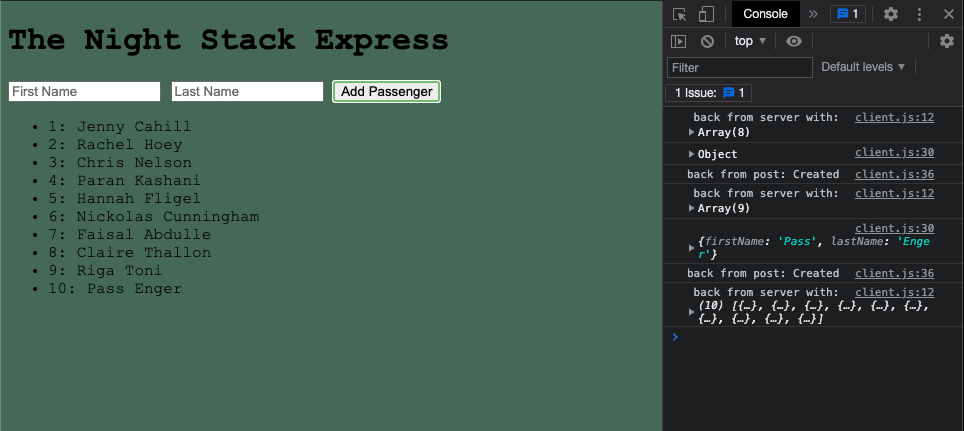 The Night Stack Express
First Name
Last Name
Add Passenger
• 1: Jenny Cahill
• 2: Rachel Hoey
• 3: Chris Nelson
• 4: Paran Kashani
• 5: Hannah Fligel
• 6: Nickolas Cunningham
• 7: Faisal Abdulle
• 8: Claire Thallon
• 9: Riga Toni
• 10: Pass Enger
Console » 1
top
Filter Default levels
1 Issue: 1
back from server with: client.js:12
Array(8)
Object client.js:30
back from post: Created client.js:36
back from server with: client.js:12
Array(9)
client.js:30
{firstName: 'Pass', lastName: 'Enge
r'}
back from post: Created client.js:36
back from server with: client.js:12
(10) [{…}, {…}, {…}, {…}, {…}, {…},
{…}, {…}, {…}, {…}]
>